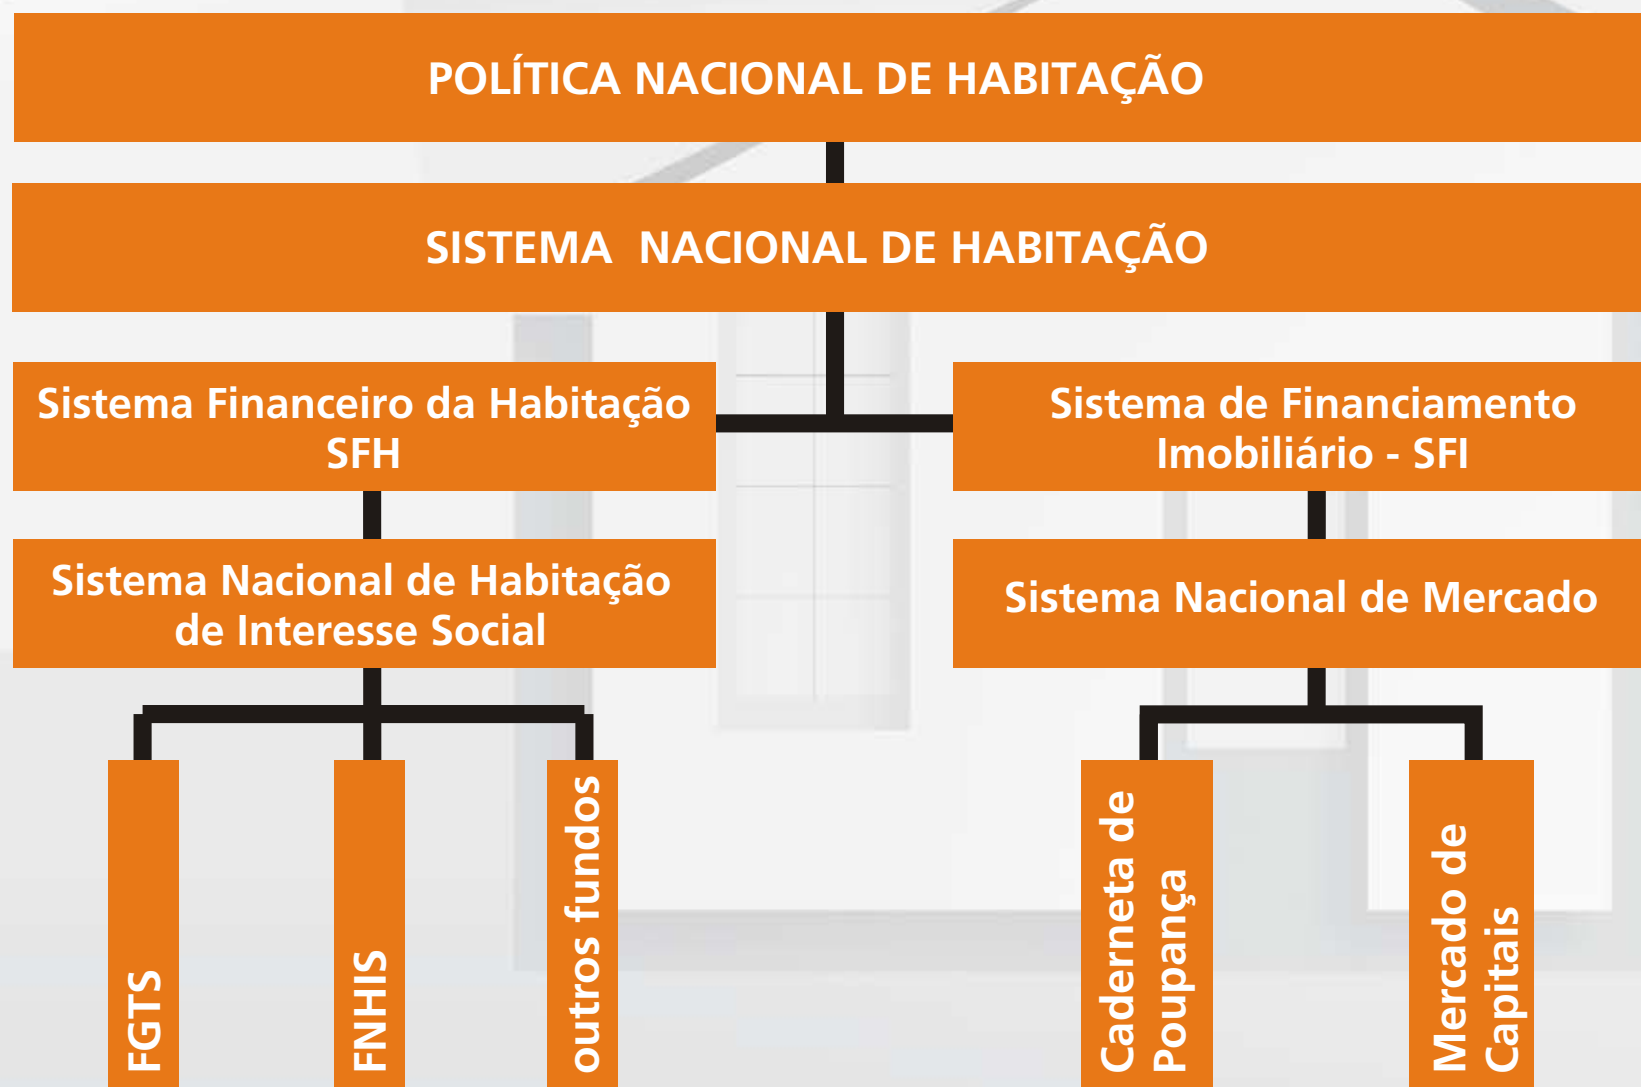 POLÍTICA NACIONAL DE HABITAÇÃO
SISTEMA NACIONAL DE HABITAÇÃO
Sistema Financeiro da Habitação
SFH
Sistema de Financiamento
Imobiliário - SFI
Sistema Nacional de Habitação
de Interesse Social
Sistema Nacional de Mercado
FGTS
FNHIS
outros fundos
Caderneta de
Poupança
Mercado de
Capitais